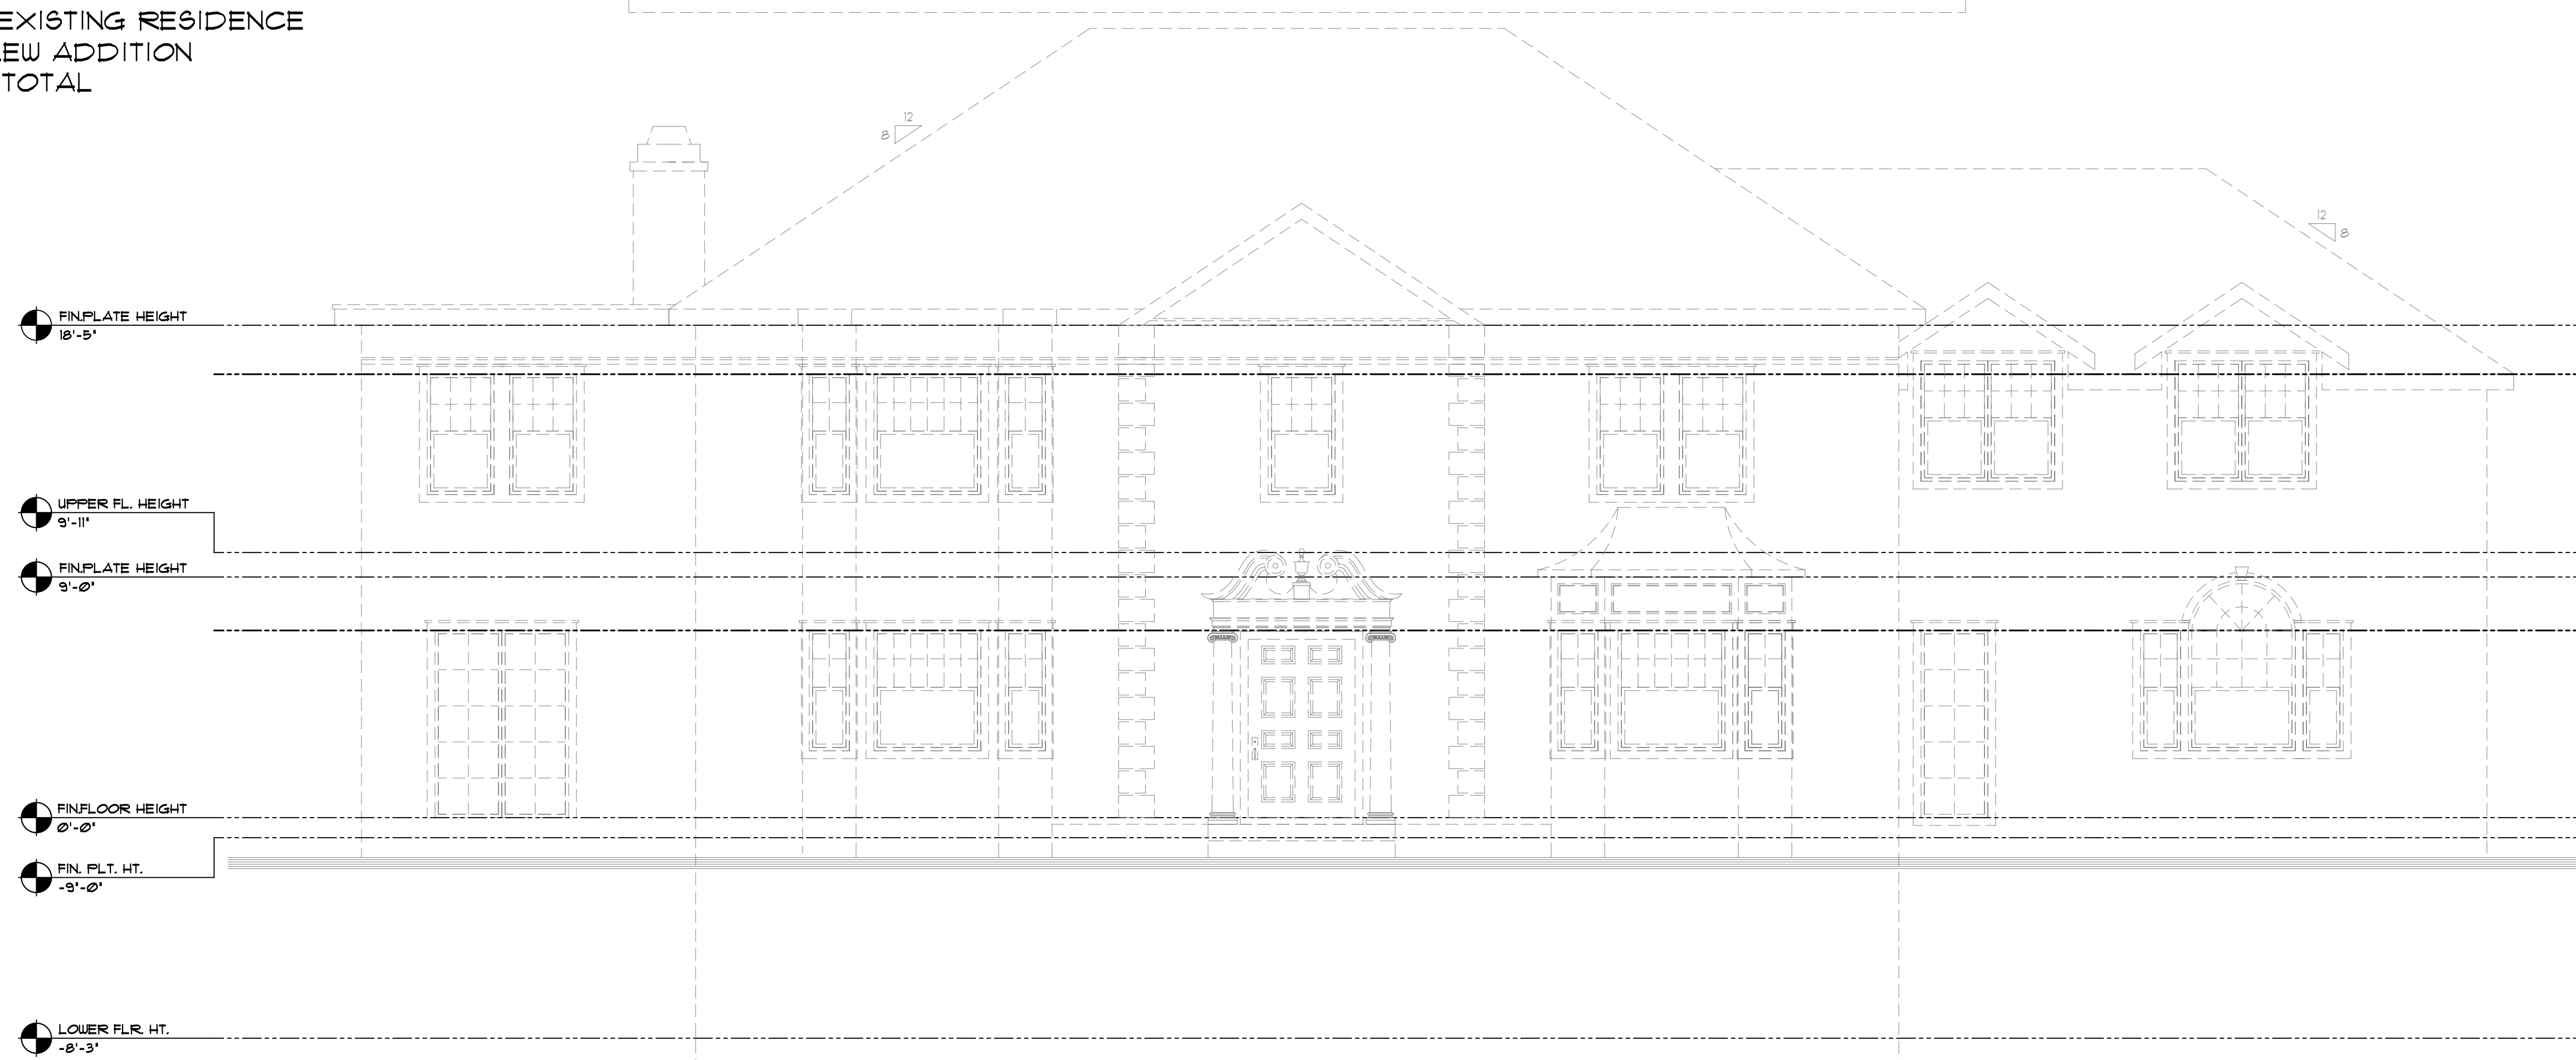 EXISTING RESIDENCE
EW ADDITION
TOTAL
12
8
12
8
FIN.PLATE HEIGHT
18'-5"
UPPER FL. HEIGHT
9'-11"
FIN.PLATE HEIGHT
9'-0"
FIN.FLOOR HEIGHT
0'-0"
FIN. PLT. HT.
-9"-0"
LOWER FLR. HT.
-8'-3"